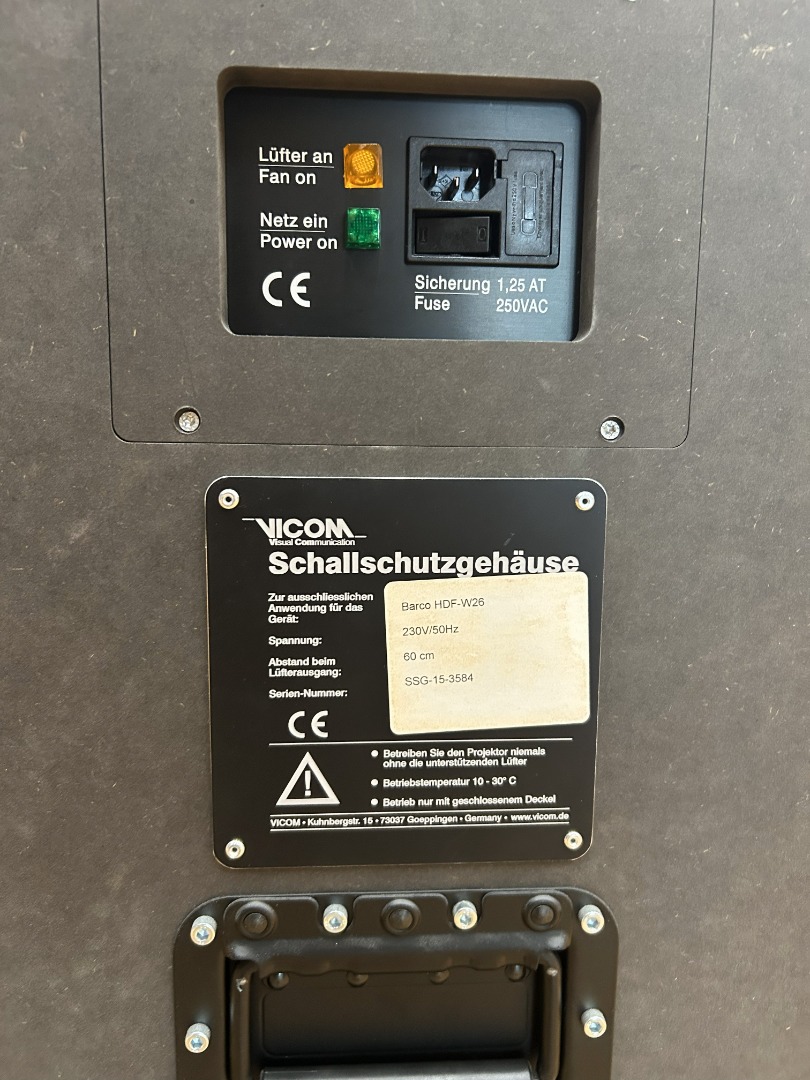 Lüfter an
Fan on
Netz ein
Power on
CE
Sicherung 1,25 AT
Fuse 250VAC
VICOM
Visual Communication
Schallschutzgehäuse
Zur ausschliesslichen
Anwendung für das
Gerät:
Barco HDF-W26
Spannung:
230V/50Hz
Abstand beim
Lüfterausgang:
60 cm
Serien-Nummer:
SSG-15-3584
CE
• Betreiben Sie den Projektor niemals
ohne die unterstützenden Lüfter
• Betriebstemperatur 10 - 30° C
• Betrieb nur mit geschlossenem Deckel
VICOM • Kuhnbergstr. 15 • 73037 Goeppingen • Germany • www.vicom.de